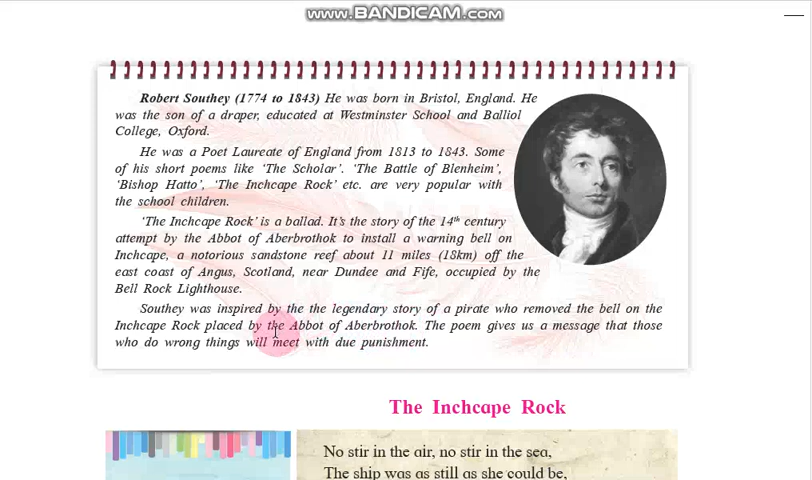 www.BANDICAM.com
Robert Southey (1774 to 1843) He was born in Bristol, England. He
was the son of a draper, educated at Westminster School and Balliol
College, Oxford.
He was a Poet Laureate of England from 1813 to 1843. Some
of his short poems like ‘The Scholar’. ‘The Battle of Blenheim’,
‘Bishop Hatto’, ‘The Inchcape Rock’ etc. are very popular with
the school children.
‘The Inchcape Rock’ is a ballad. It’s the story of the 14th century
attempt by the Abbot of Aberbrothok to install a warning bell on
Inchcape, a notorious sandstone reef about 11 miles (18km) off the
east coast of Angus, Scotland, near Dundee and Fife, occupied by the
Bell Rock Lighthouse.
Southey was inspired by the the legendary story of a pirate who removed the bell on the
Inchcape Rock placed by the Abbot of Aberbrothok. The poem gives us a message that those
who do wrong things will meet with due punishment.
The Inchcape Rock
No stir in the air, no stir in the sea,
The ship was as still as she could be,